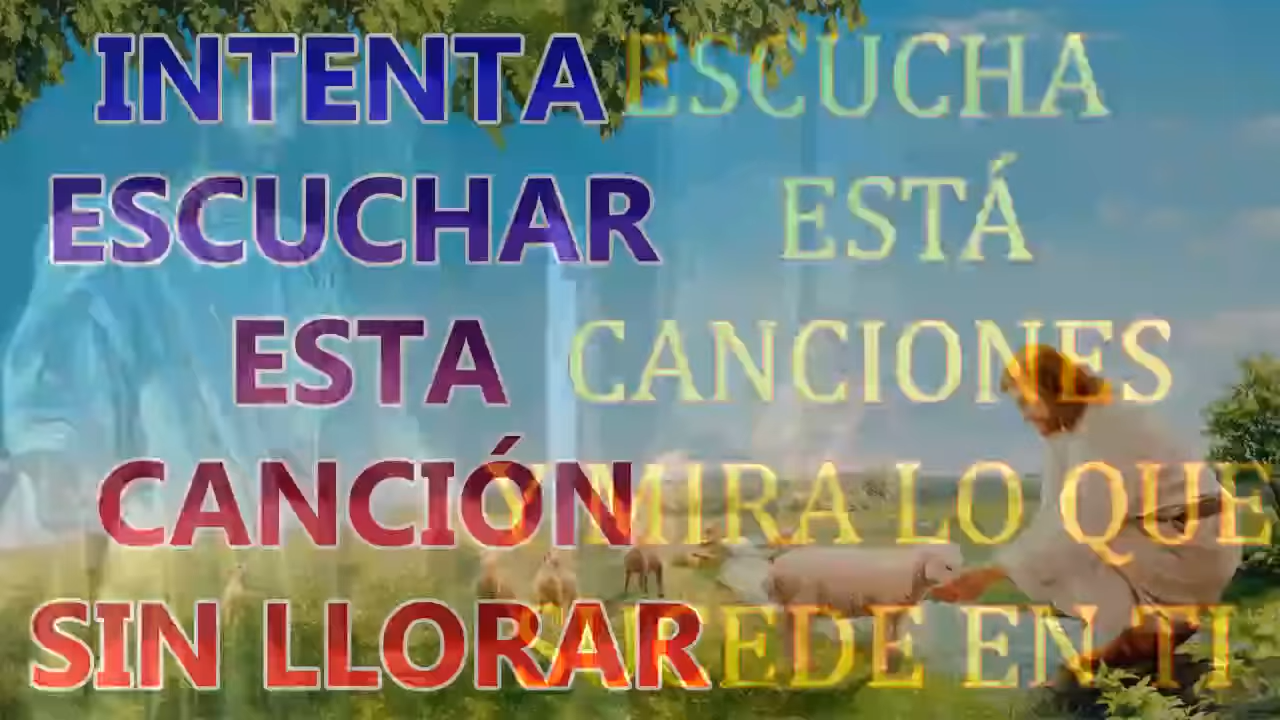 INTENTA
ESCUCHAR
ESTA
CANCIÓN
SIN LLORAR
ESCUCHA
ESTÁ
CANCIONES
Y MIRA LO QUE
EN TI